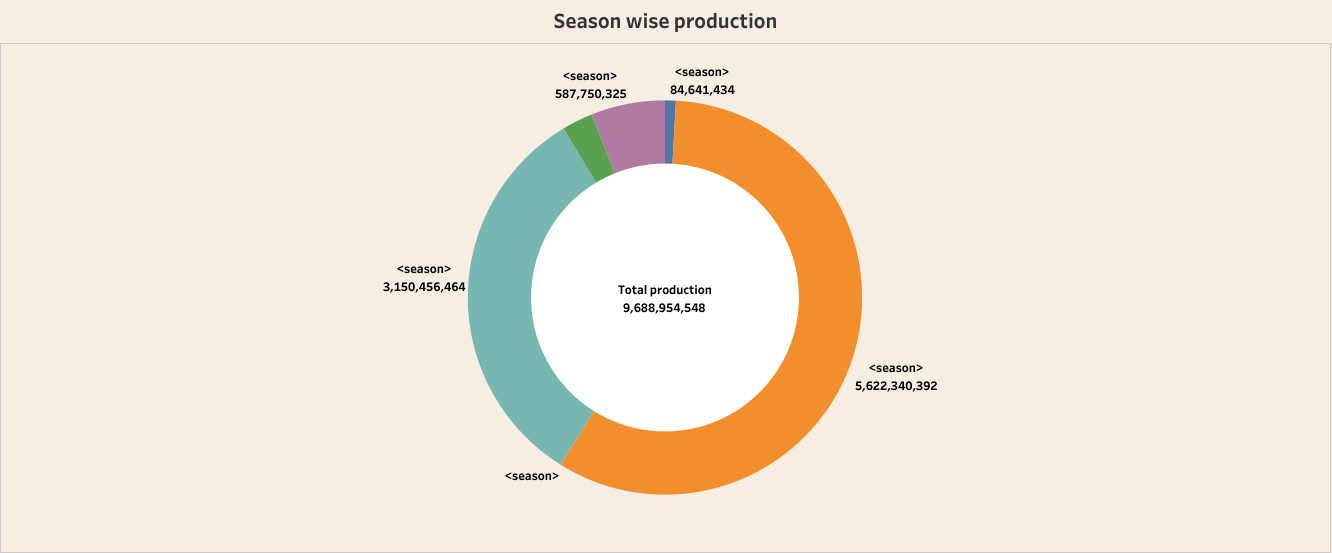 Season wise production
<season>
587,750,325
<season>
84,641,434
<season>
3,150,456,464
Total production
9,688,954,548
<season>
5,622,340,392
<season>